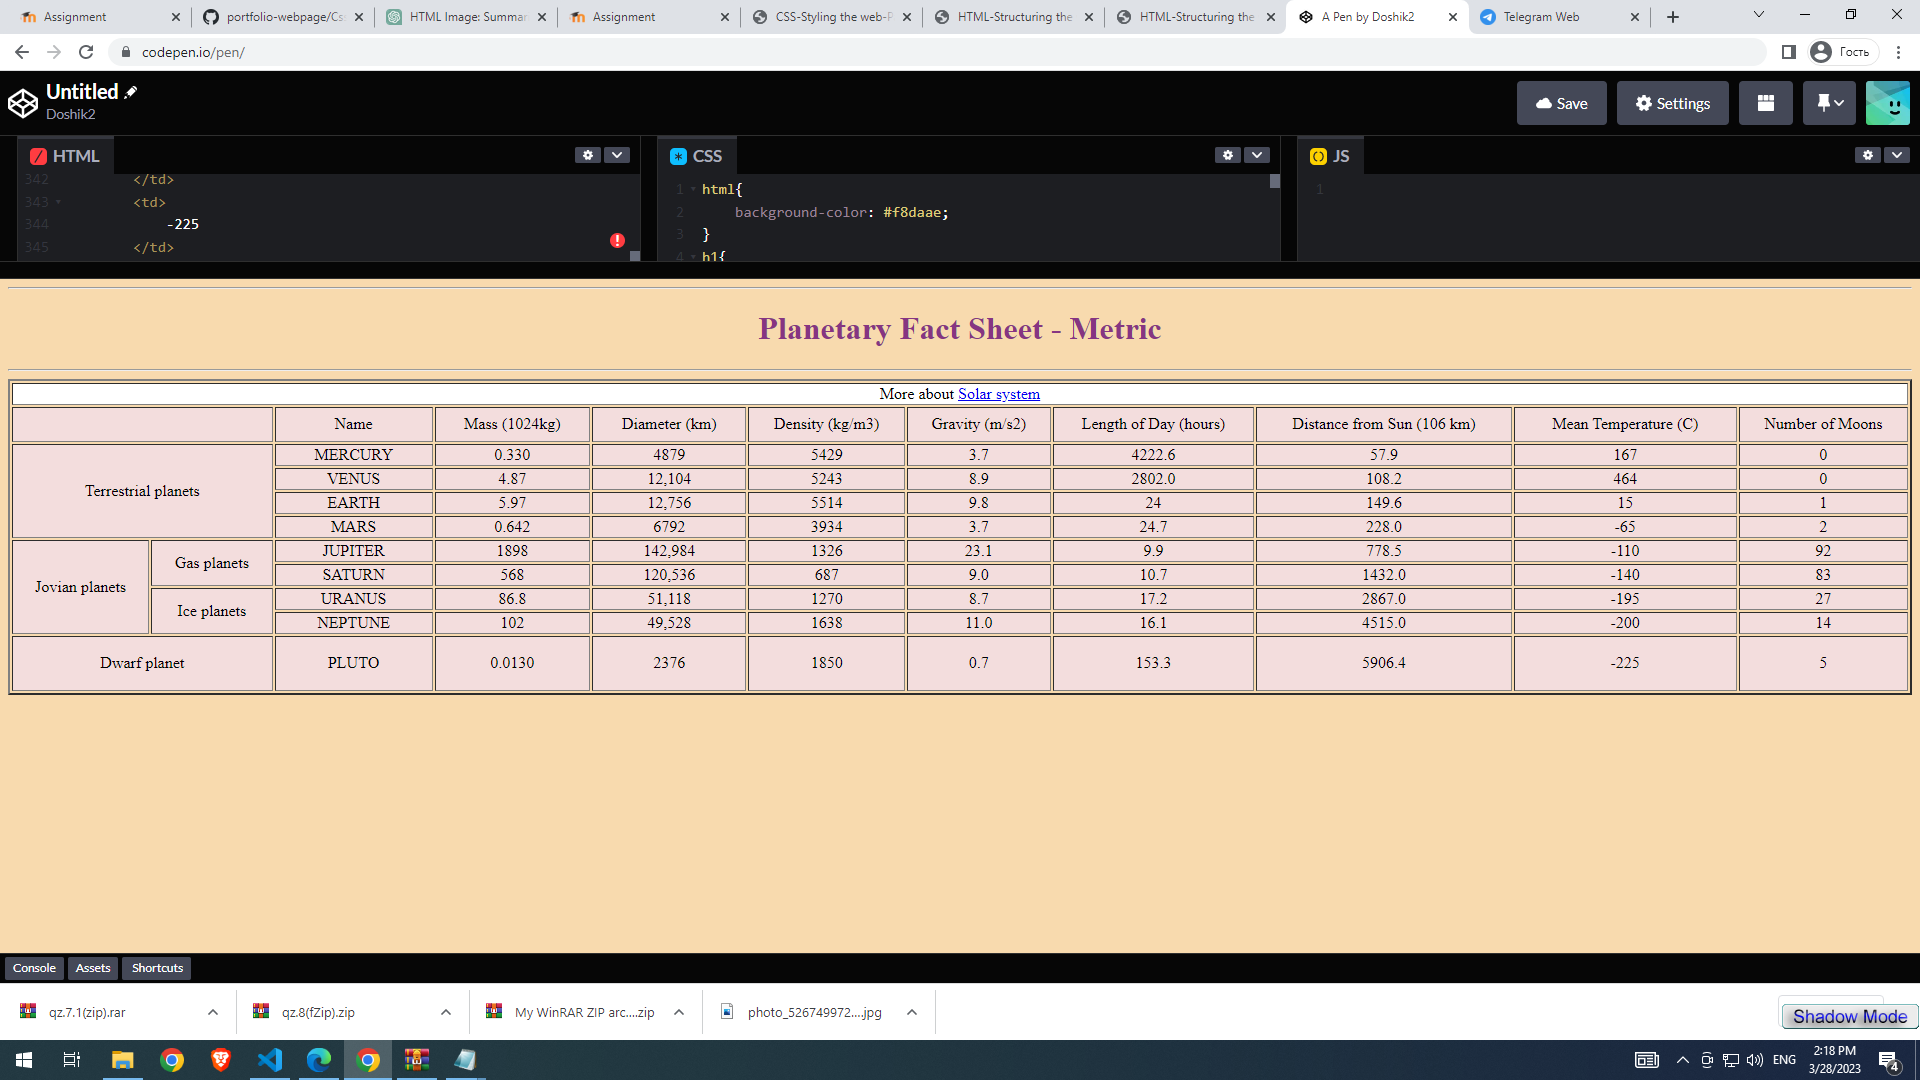 Assignment
portfolio-webpage/Cs
HTML Image: Summar
Assignment
CSS-Styling the web-P
HTML-Structuring the
HTML-Structuring the
A Pen by Doshik2
Telegram Web
codepen.io/pen/
Гость
Untitled
Doshik2
Save
Settings
HTML
CSS
JS
342 </td>
343 <td>
344 -225
345 </td>
1 html{
2 background-color: #f8daae;
3 }
4 h1{
1
Planetary Fact Sheet - Metric
More about Solar system
Name Mass (1024kg) Diameter (km) Density (kg/m3) Gravity (m/s2) Length of Day (hours) Distance from Sun (106 km) Mean Temperature (C) Number of Moons
Terrestrial planets
MERCURY 0.330 4879 5429 3.7 4222.6 57.9 167 0
VENUS 4.87 12,104 5243 8.9 2802.0 108.2 464 0
EARTH 5.97 12,756 5514 9.8 24 149.6 15 1
MARS 0.642 6792 3934 3.7 24.7 228.0 -65 2
Jovian planets
Gas planets
JUPITER 1898 142,984 1326 23.1 9.9 778.5 -110 92
SATURN 568 120,536 687 9.0 10.7 1432.0 -140 83
Ice planets
URANUS 86.8 51,118 1270 8.7 17.2 2867.0 -195 27
NEPTUNE 102 49,528 1638 11.0 16.1 4515.0 -200 14
Dwarf planet PLUTO 0.0130 2376 1850 0.7 153.3 5906.4 -225 5
Console Assets Shortcuts
qz.7.1(zip).rar
qz.8(fZip).zip
My WinRAR ZIP arc....zip
photo_526749972....jpg
Shadow Mode
ENG
2:18 PM
3/28/2023
4